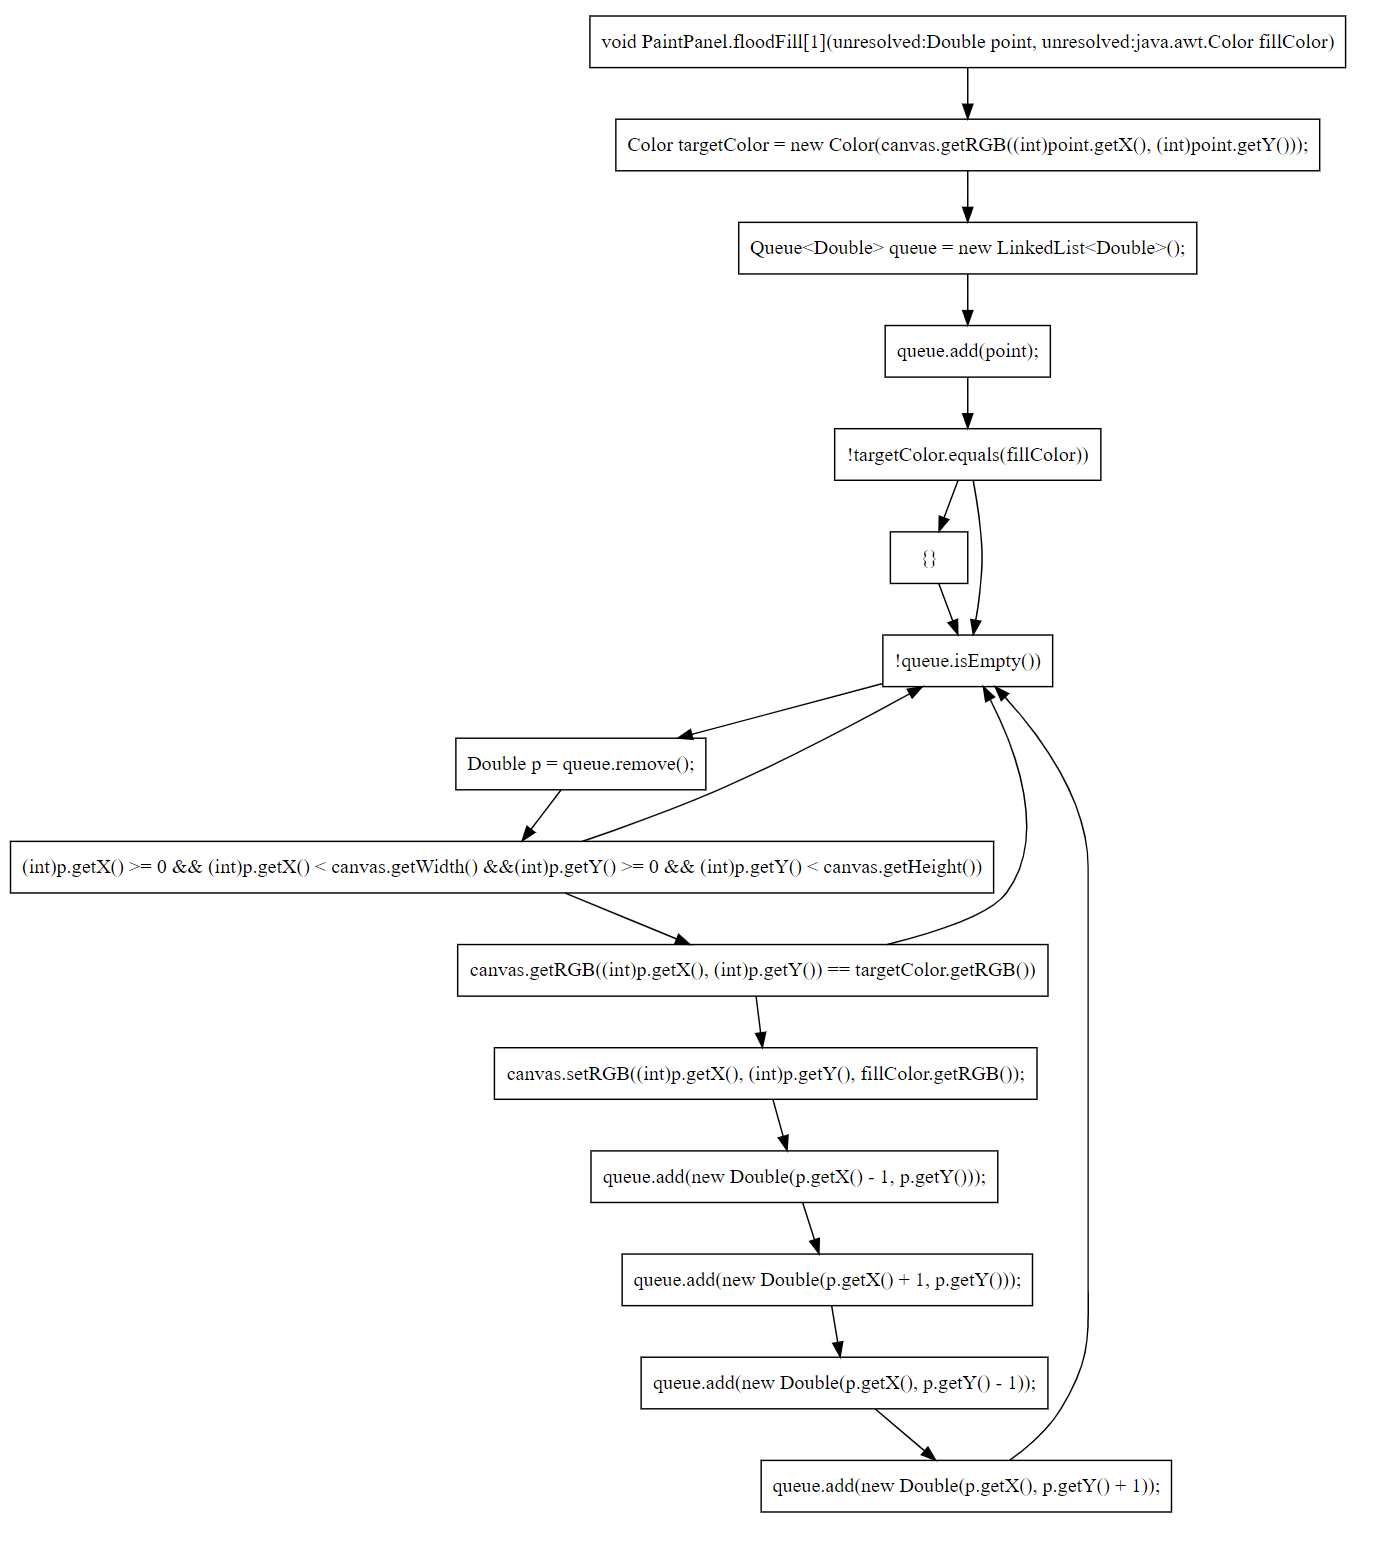 void PaintPanel.floodFill[1](unresolved:Double point, unresolved:java.awt.Color fillColor)
Color targetColor = new Color(canvas.getRGB((int)point.getX(), (int)point.getY()));
Queue<Double> queue = new LinkedList<Double>();
queue.add(point);
!targetColor.equals(fillColor))
{}
!queue.isEmpty())
Double p = queue.remove();
(int)p.getX() >= 0 && (int)p.getX() < canvas.getWidth() &&(int)p.getY() >= 0 && (int)p.getY() < canvas.getHeight())
canvas.getRGB((int)p.getX(), (int)p.getY()) == targetColor.getRGB())
canvas.setRGB((int)p.getX(), (int)p.getY(), fillColor.getRGB());
queue.add(new Double(p.getX() - 1, p.getY()));
queue.add(new Double(p.getX() + 1, p.getY()));
queue.add(new Double(p.getX(), p.getY() - 1));
queue.add(new Double(p.getX(), p.getY() + 1));